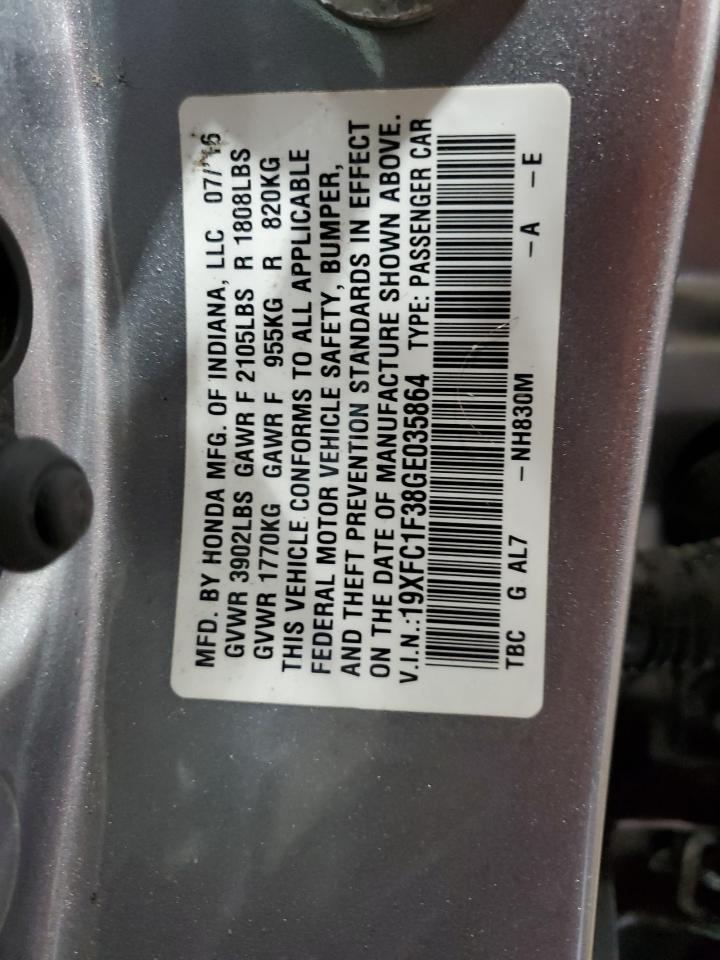 MFD. BY HONDA MFG. OF INDIANA, LLC 07/'16
GVWR 3902LBS GAWR F 2105LBS R 1808LBS
GVWR 1770KG GAWR F 955KG R 820KG
THIS VEHICLE CONFORMS TO ALL APPLICABLE
FEDERAL MOTOR VEHICLE SAFETY, BUMPER,
AND THEFT PREVENTION STANDARDS IN EFFECT
ON THE DATE OF MANUFACTURE SHOWN ABOVE.
V.I.N.:19XFC1F38GE035864 TYPE: PASSENGER CAR
TBC G AL7 - NH830M - A - E